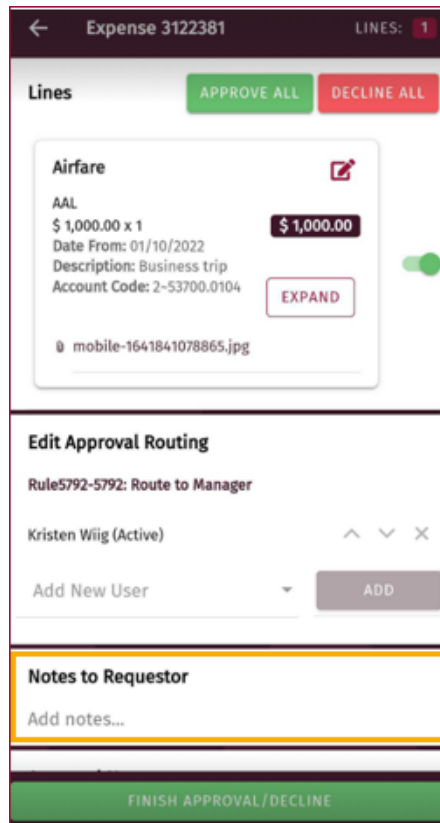 Expense 3122381
LINES: 1
Lines
APPROVE ALL
DECLINE ALL
Airfare
AAL
$ 1,000.00 x 1
$ 1,000.00
Date From: 01/10/2022
Description: Business trip
Account Code: 2-53700.0104
EXPAND
mobile-1641841078865.jpg
Edit Approval Routing
Rule5792-5792: Route to Manager
Kristen Wiig (Active)
Add New User
ADD
Notes to Requestor
Add notes...
FINISH APPROVAL/DECLINE